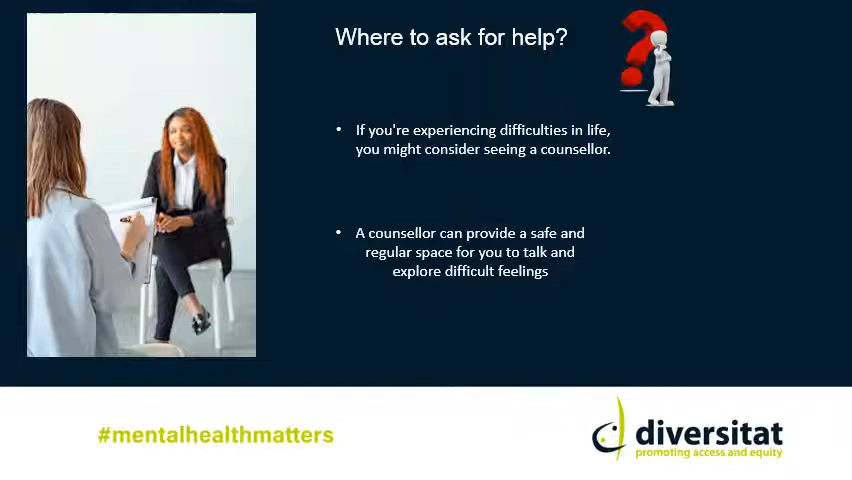 Where to ask for help?
• If you're experiencing difficulties in life,
you might consider seeing a counsellor.
• A counsellor can provide a safe and
regular space for you to talk and
explore difficult feelings
#mentalhealthmatters
diversitat
promoting access and equity